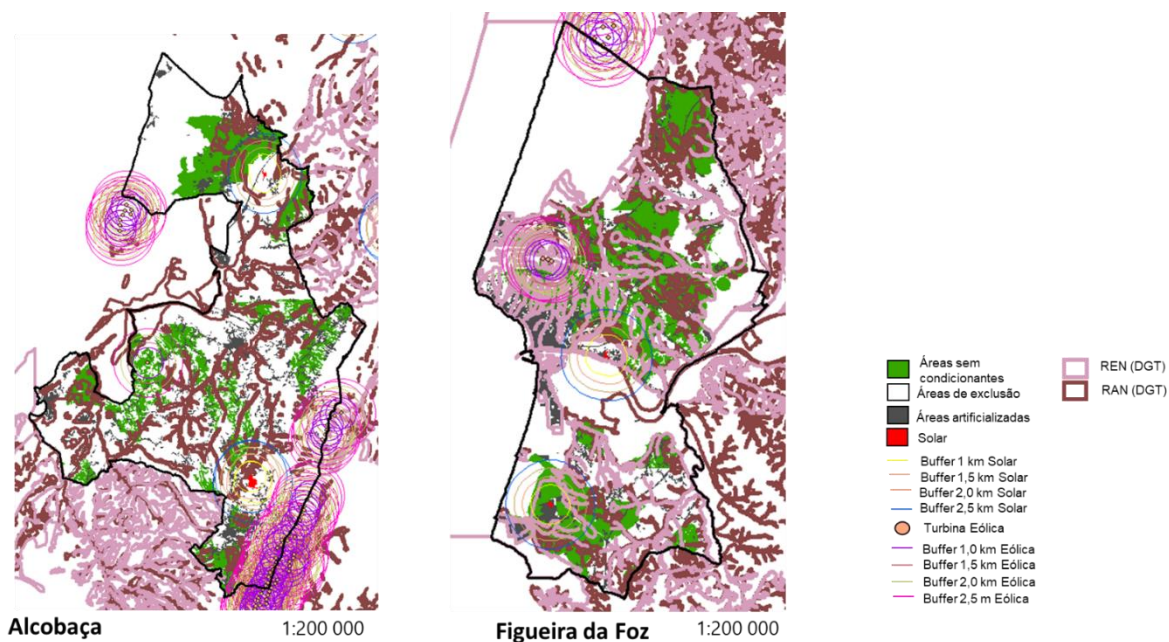 Alcobaça
1:200 000
Figueira da Foz
1:200 000
Áreas sem
condicionantes
Áreas de exclusão
Áreas artificializadas
Solar
Buffer 1 km Solar
Buffer 1,5 km Solar
Buffer 2,0 km Solar
Buffer 2,5 km Solar
Turbina Eólica
Buffer 1,0 km Eólica
Buffer 1,5 km Eólica
Buffer 2,0 km Eólica
Buffer 2,5 m Eólica
REN (DGT)
RAN (DGT)